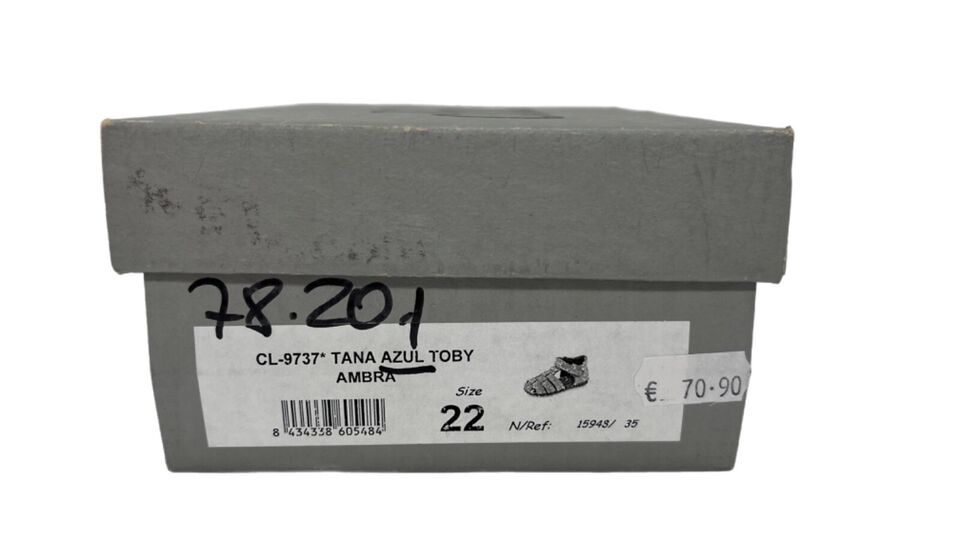 78.201
CL-9737* TANA AZUL TOBY
AMBRA
Size
22
8 434338 605484
N/Ref: 15948/ 35
€ 70·90